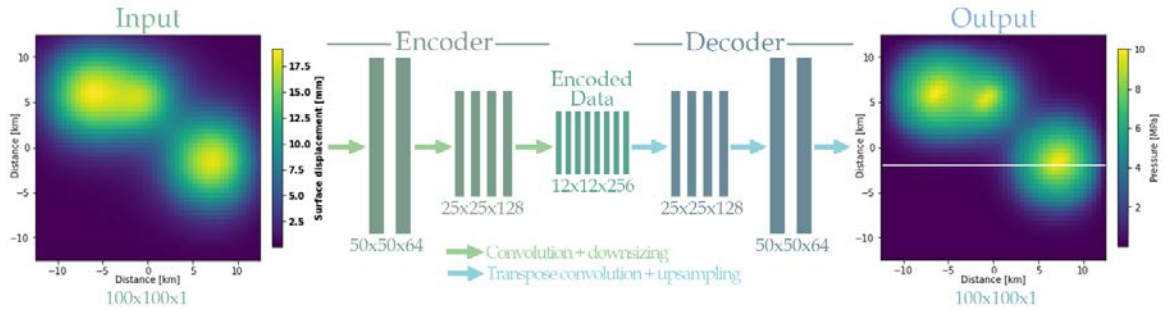 Input
10
5
0
−5
−10
Distance [km]
−10
−5
0
5
10
Distance [km]
100x100x1
17.5
15.0
12.5
10.0
7.5
5.0
2.5
Surface displacement [mm]
Encoder
50x50x64
25x25x128
Encoded
Data
12x12x256
Decoder
25x25x128
50x50x64
Convolution + downsizing
Transpose convolution + upsampling
Output
10
5
0
−5
−10
Distance [km]
−10
−5
0
5
10
Distance [km]
100x100x1
10
8
6
4
2
Pressure [MPa]